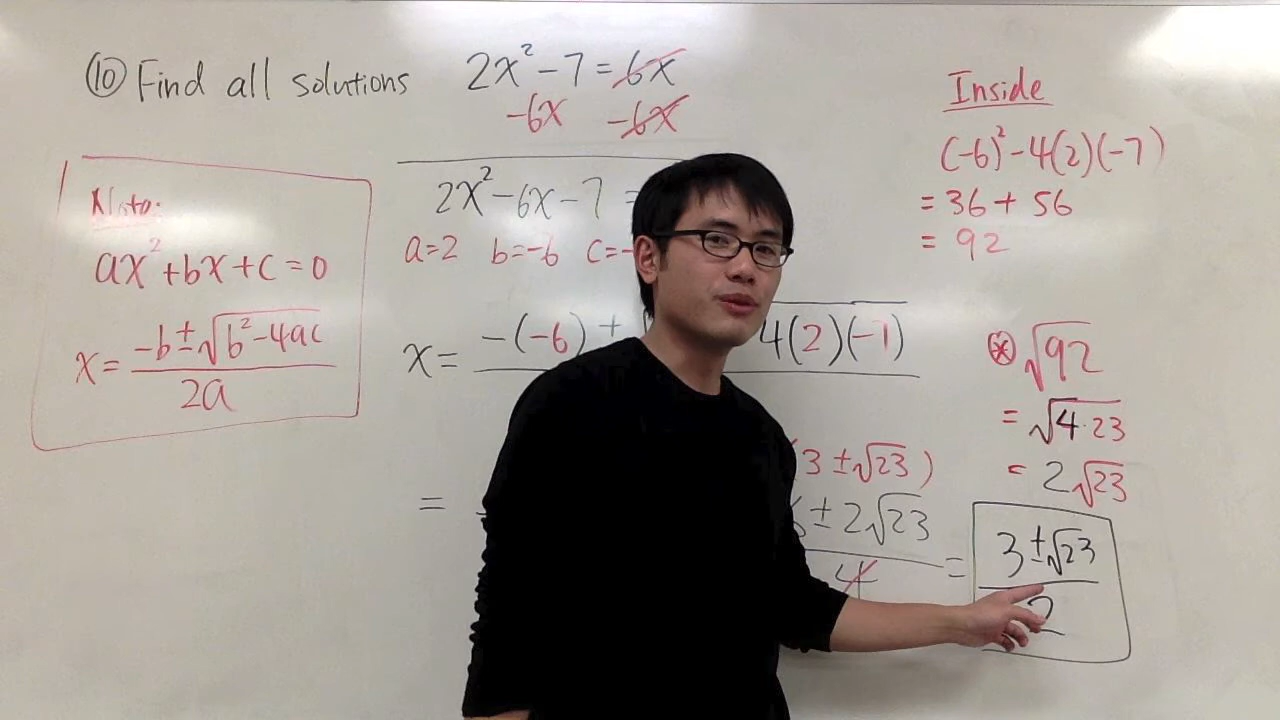 ⑩ Find all solutions 2x² - 7 = 6x
-6x -6x
2x² - 6x - 7 =
a=2 b=-6 c=-
x = -(-6) ± 4(2)(-7)
=
(3 ± √23)
6 ± 2√23
4
= 3 ± √23
2
Note:
ax² + bx + c = 0
x = -b ± √b² - 4ac
2a
Inside
(-6)² - 4(2)(-7)
= 36 + 56
= 92
⊛ √92
= √4·23
= 2√23